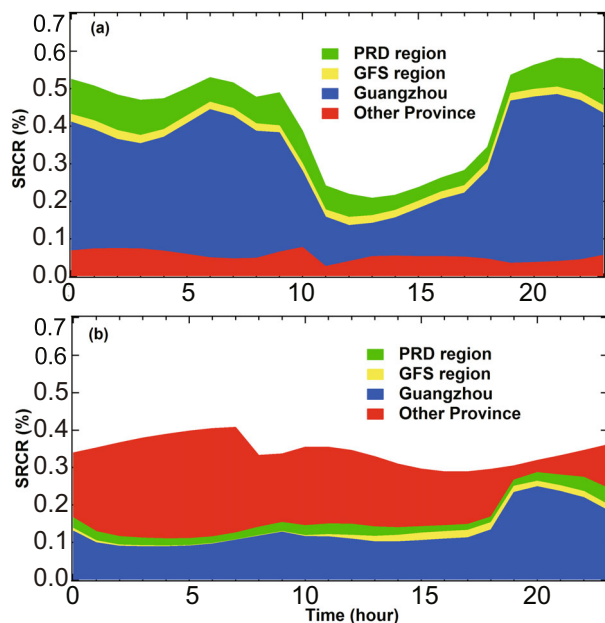 0.7
(a)
0.6
PRD region
GFS region
0.5
Guangzhou
Other Province
0.4
SRCR (%)
0.3
0.2
0.1
0.0
0 5 10 15 20
0.7
(b)
0.6
PRD region
GFS region
0.5
Guangzhou
Other Province
0.4
SRCR (%)
0.3
0.2
0.1
0.0
0 5 10 15 20
Time (hour)